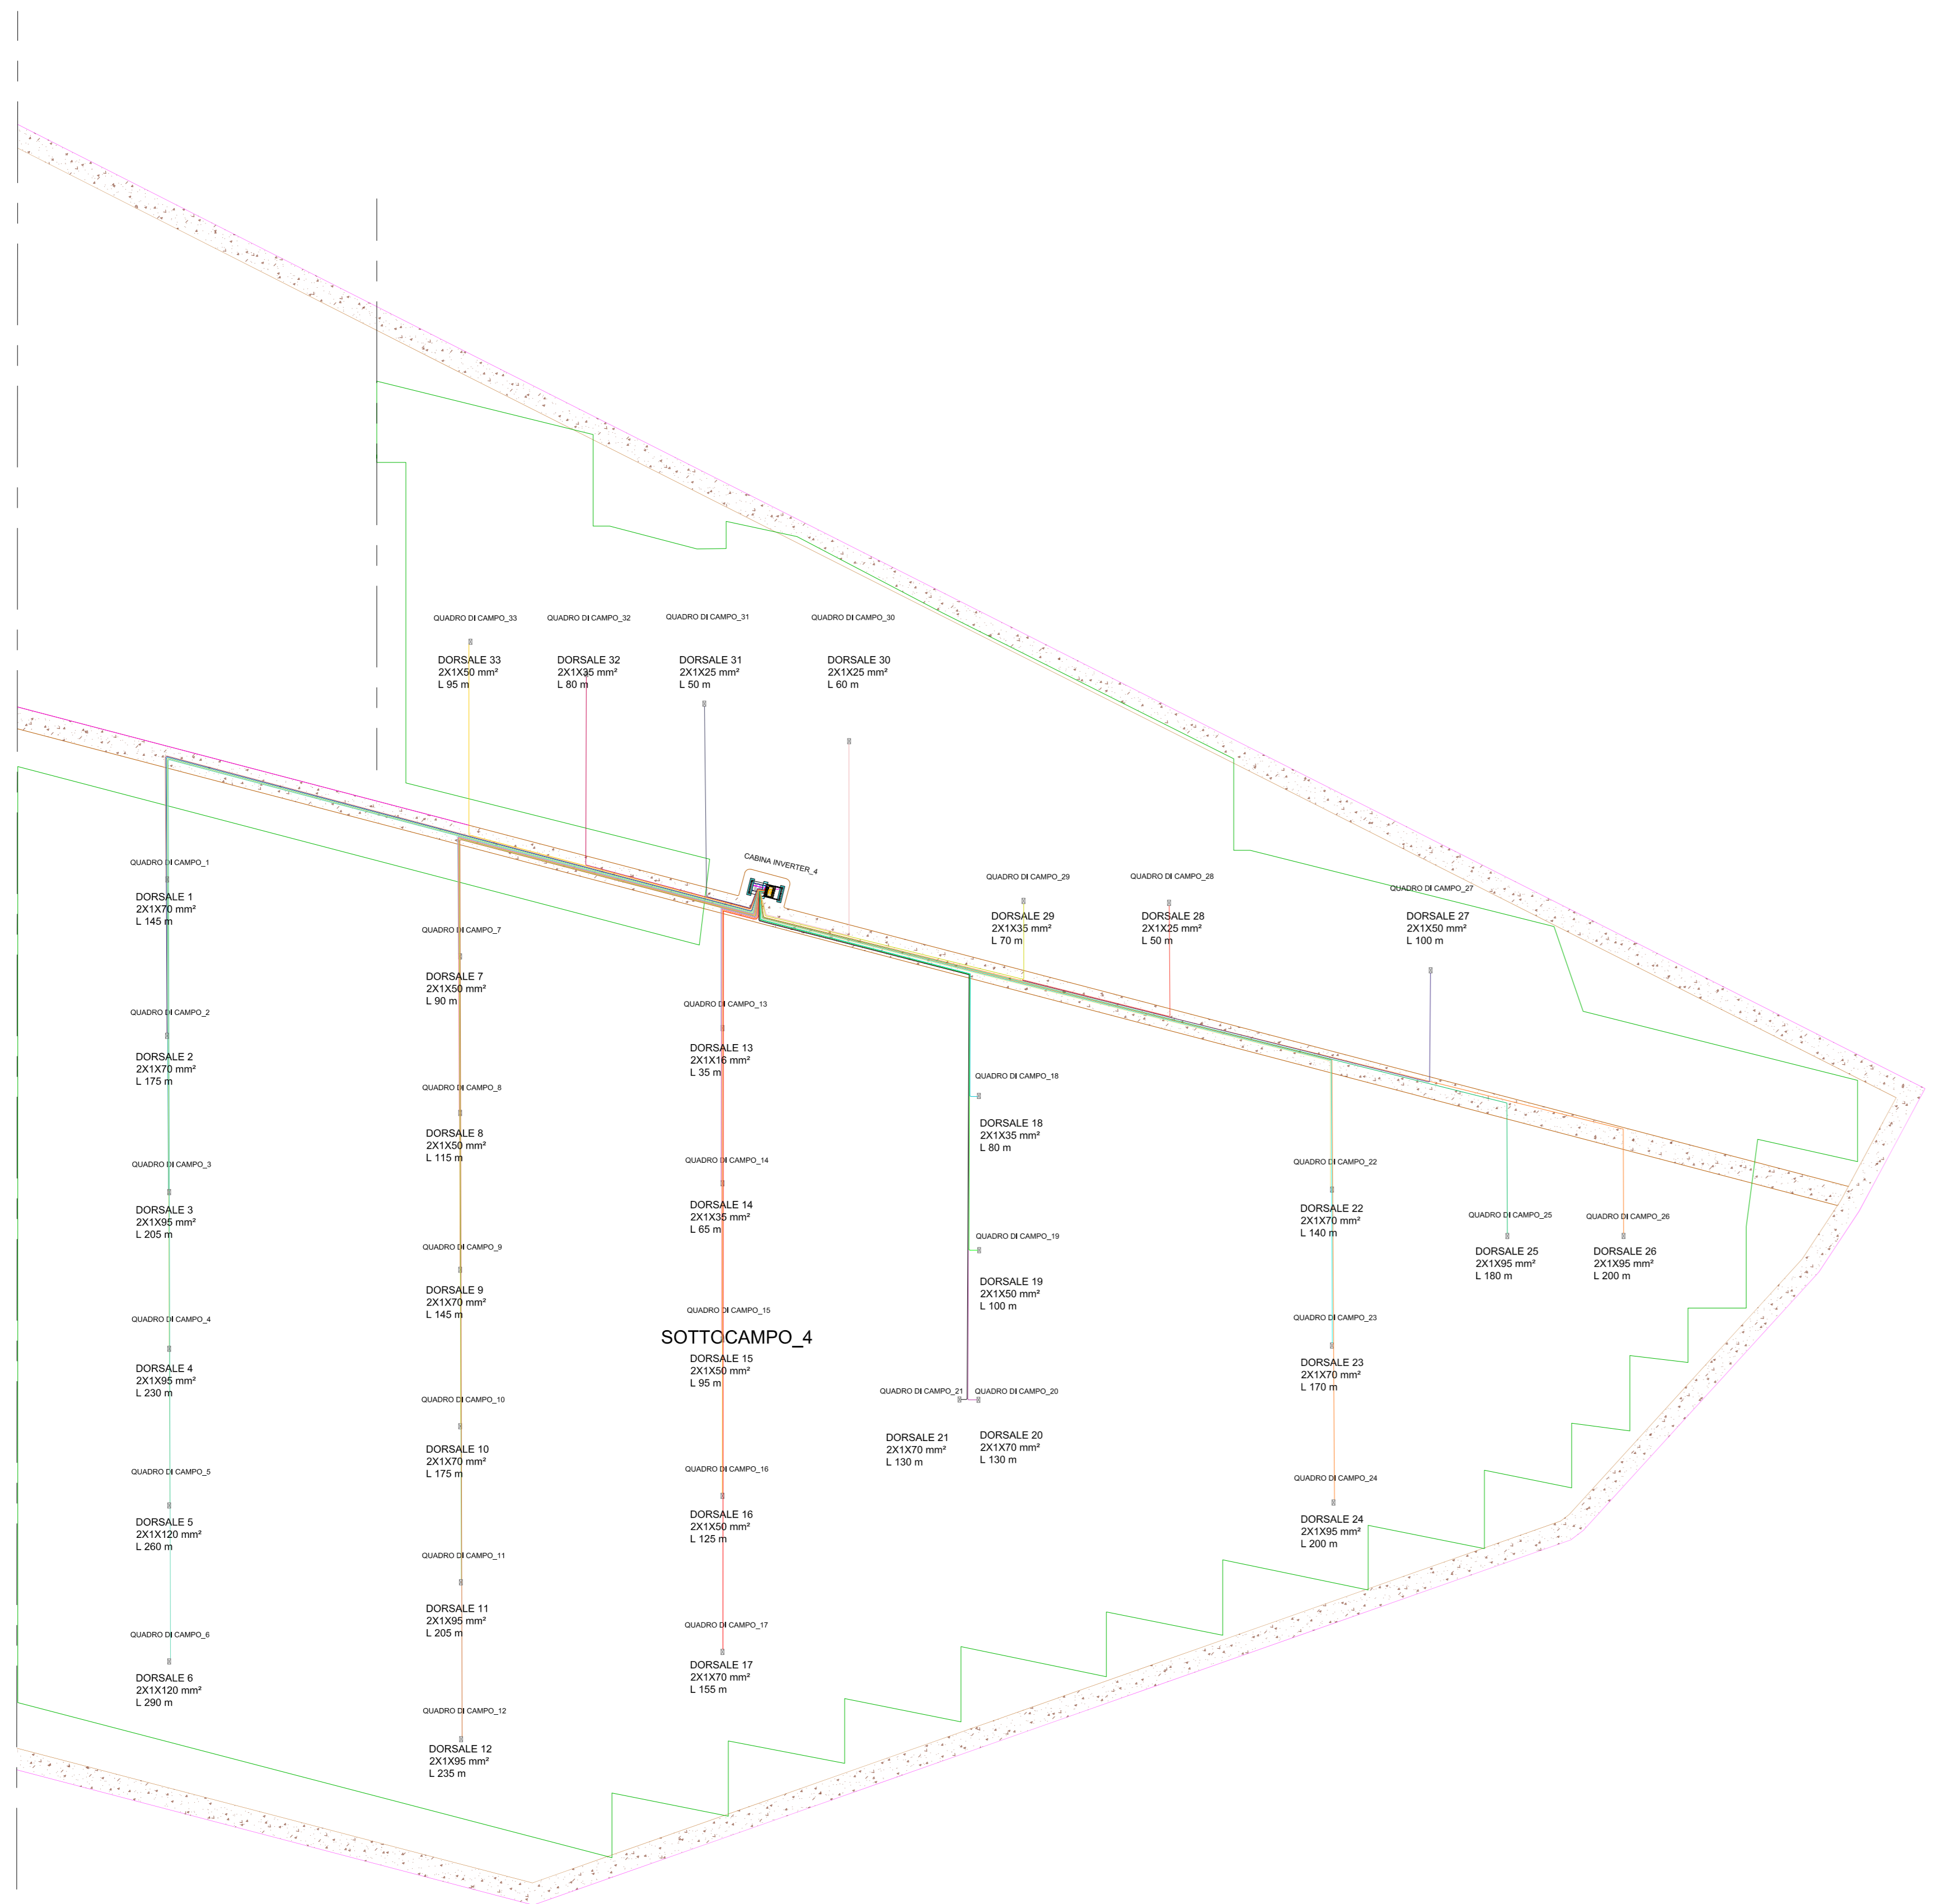 QUADRO DI CAMPO_33
DORSALE 33
2X1X50 mm²
L 95 m
QUADRO DI CAMPO_32
DORSALE 32
2X1X35 mm²
L 80 m
QUADRO DI CAMPO_31
DORSALE 31
2X1X25 mm²
L 50 m
QUADRO DI CAMPO_30
DORSALE 30
2X1X25 mm²
L 60 m
CABINA INVERTER_4
QUADRO DI CAMPO_29
DORSALE 29
2X1X35 mm²
L 70 m
QUADRO DI CAMPO_28
DORSALE 28
2X1X25 mm²
L 50 m
QUADRO DI CAMPO_27
DORSALE 27
2X1X50 mm²
L 100 m
QUADRO DI CAMPO_1
DORSALE 1
2X1X70 mm²
L 145 m
QUADRO DI CAMPO_2
DORSALE 2
2X1X70 mm²
L 175 m
QUADRO DI CAMPO_3
DORSALE 3
2X1X95 mm²
L 205 m
QUADRO DI CAMPO_4
DORSALE 4
2X1X95 mm²
L 230 m
QUADRO DI CAMPO_5
DORSALE 5
2X1X120 mm²
L 260 m
QUADRO DI CAMPO_6
DORSALE 6
2X1X120 mm²
L 290 m
QUADRO DI CAMPO_7
DORSALE 7
2X1X50 mm²
L 90 m
QUADRO DI CAMPO_8
DORSALE 8
2X1X50 mm²
L 115 m
QUADRO DI CAMPO_9
DORSALE 9
2X1X70 mm²
L 145 m
QUADRO DI CAMPO_10
DORSALE 10
2X1X70 mm²
L 175 m
QUADRO DI CAMPO_11
DORSALE 11
2X1X95 mm²
L 205 m
QUADRO DI CAMPO_12
DORSALE 12
2X1X95 mm²
L 235 m
QUADRO DI CAMPO_13
DORSALE 13
2X1X16 mm²
L 35 m
QUADRO DI CAMPO_14
DORSALE 14
2X1X35 mm²
L 65 m
QUADRO DI CAMPO_15
SOTTOCAMPO_4
DORSALE 15
2X1X50 mm²
L 95 m
QUADRO DI CAMPO_16
DORSALE 16
2X1X50 mm²
L 125 m
QUADRO DI CAMPO_17
DORSALE 17
2X1X70 mm²
L 155 m
QUADRO DI CAMPO_18
DORSALE 18
2X1X35 mm²
L 80 m
QUADRO DI CAMPO_19
DORSALE 19
2X1X50 mm²
L 100 m
QUADRO DI CAMPO_21
DORSALE 21
2X1X70 mm²
L 130 m
QUADRO DI CAMPO_20
DORSALE 20
2X1X70 mm²
L 130 m
QUADRO DI CAMPO_22
DORSALE 22
2X1X70 mm²
L 140 m
QUADRO DI CAMPO_23
DORSALE 23
2X1X70 mm²
L 170 m
QUADRO DI CAMPO_24
DORSALE 24
2X1X95 mm²
L 200 m
QUADRO DI CAMPO_25
DORSALE 25
2X1X95 mm²
L 180 m
QUADRO DI CAMPO_26
DORSALE 26
2X1X95 mm²
L 200 m